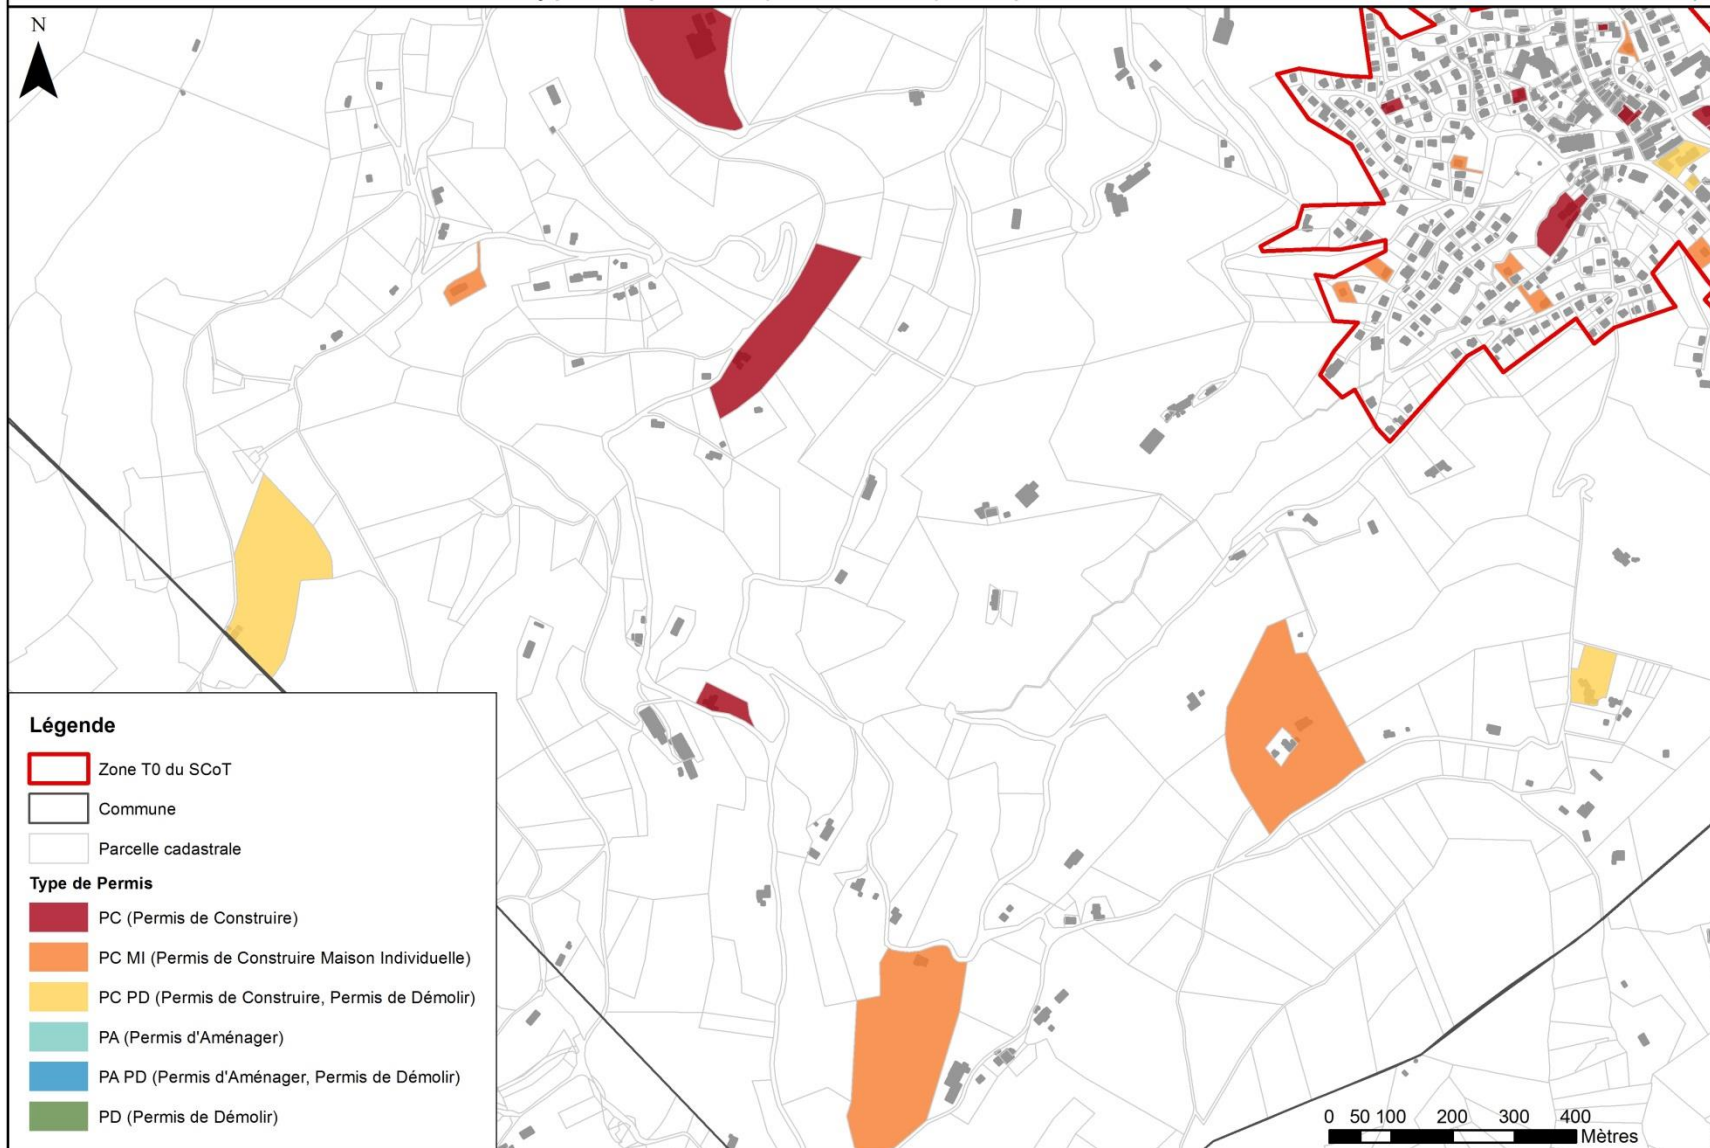 N
Légende
Zone T0 du SCoT
Commune
Parcelle cadastrale
Type de Permis
PC (Permis de Construire)
PC MI (Permis de Construire Maison Individuelle)
PC PD (Permis de Construire, Permis de Démolir)
PA (Permis d'Aménager)
PA PD (Permis d'Aménager, Permis de Démolir)
PD (Permis de Démolir)
0 50 100 200 300 400
Mètres